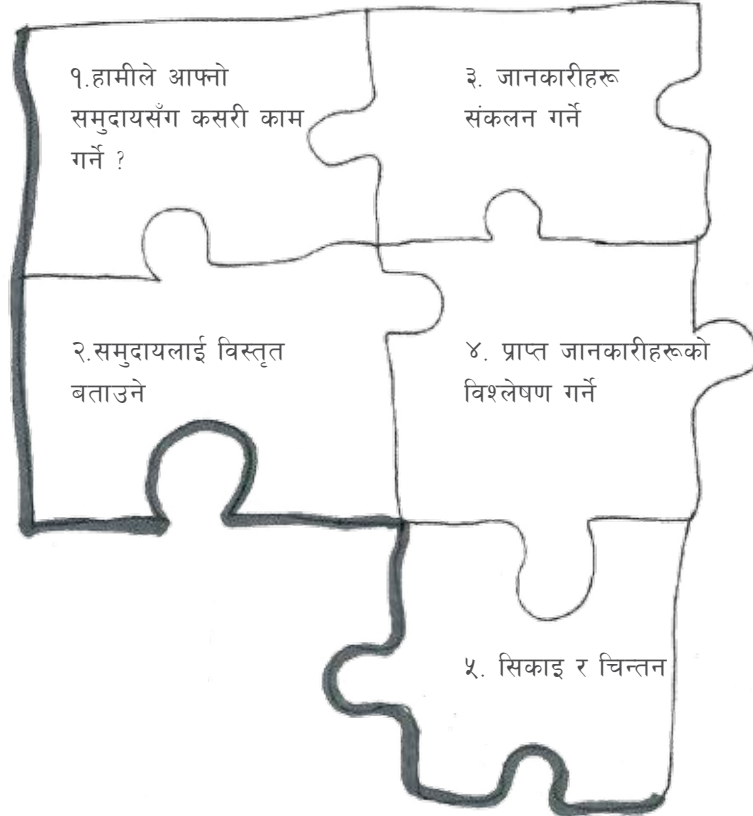 १.हामीले आफ्नो
समुदायसँग कसरी काम
गर्ने ?
२.समुदायलाई विस्तृत
बताउने
३. जानकारीहरू
संकलन गर्ने
४. प्राप्त जानकारीहरूको
विश्लेषण गर्ने
५. सिकाइ र चिन्तन